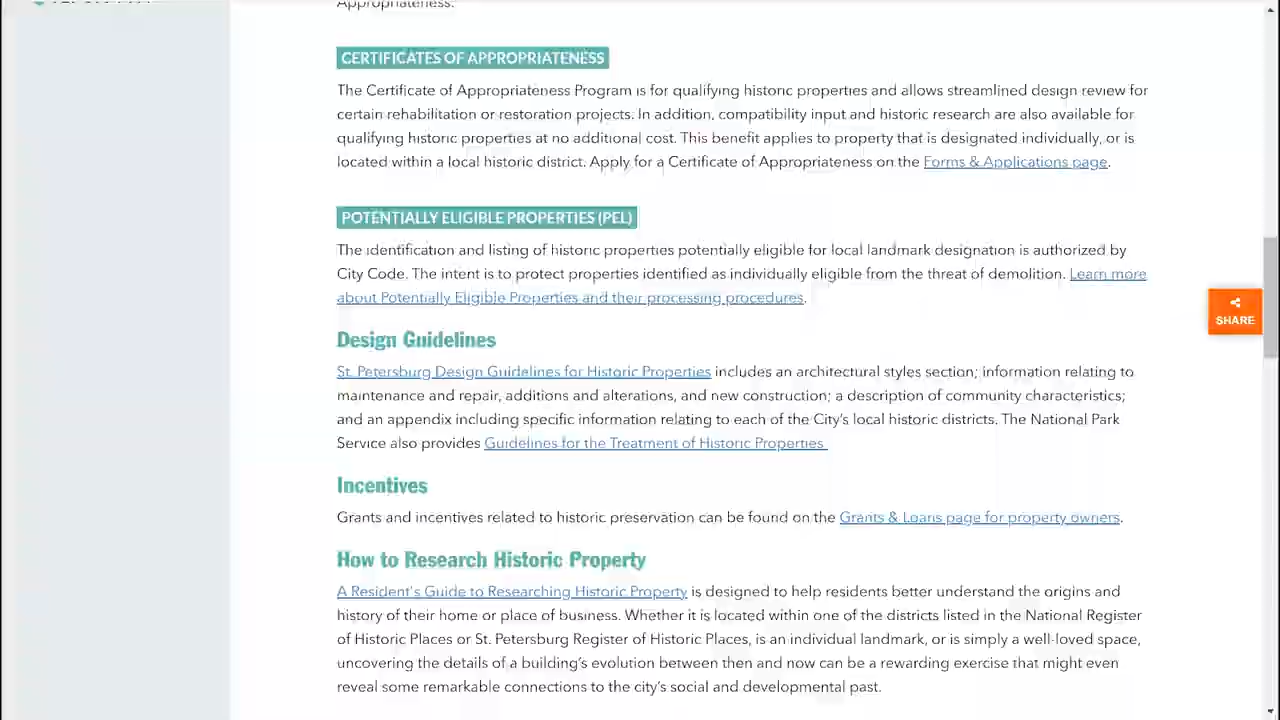 Appropriateness.
CERTIFICATES OF APPROPRIATENESS
The Certificate of Appropriateness Program is for qualifying historic properties and allows streamlined design review for
certain rehabilitation or restoration projects. In addition, compatibility input and historic research are also available for
qualifying historic properties at no additional cost. This benefit applies to property that is designated individually, or is
located within a local historic district. Apply for a Certificate of Appropriateness on the Forms & Applications page.
POTENTIALLY ELIGIBLE PROPERTIES (PEL)
The identification and listing of historic properties potentially eligible for local landmark designation is authorized by
City Code. The intent is to protect properties identified as individually eligible from the threat of demolition. Learn more
about Potentially Eligible Properties and their processing procedures.
SHARE
Design Guidelines
St. Petersburg Design Guidelines for Historic Properties includes an architectural styles section; information relating to
maintenance and repair, additions and alterations, and new construction; a description of community characteristics;
and an appendix including specific information relating to each of the City's local historic districts. The National Park
Service also provides Guidelines for the Treatment of Historic Properties
Incentives
Grants and incentives related to historic preservation can be found on the Grants & Loans page for property owners.
How to Research Historic Property
A Resident's Guide to Researching Historic Property is designed to help residents better understand the origins and
history of their home or place of business. Whether it is located within one of the districts listed in the National Register
of Historic Places or St. Petersburg Register of Historic Places, is an individual landmark, or is simply a well-loved space,
uncovering the details of a building's evolution between then and now can be a rewarding exercise that might even
reveal some remarkable connections to the city's social and developmental past.